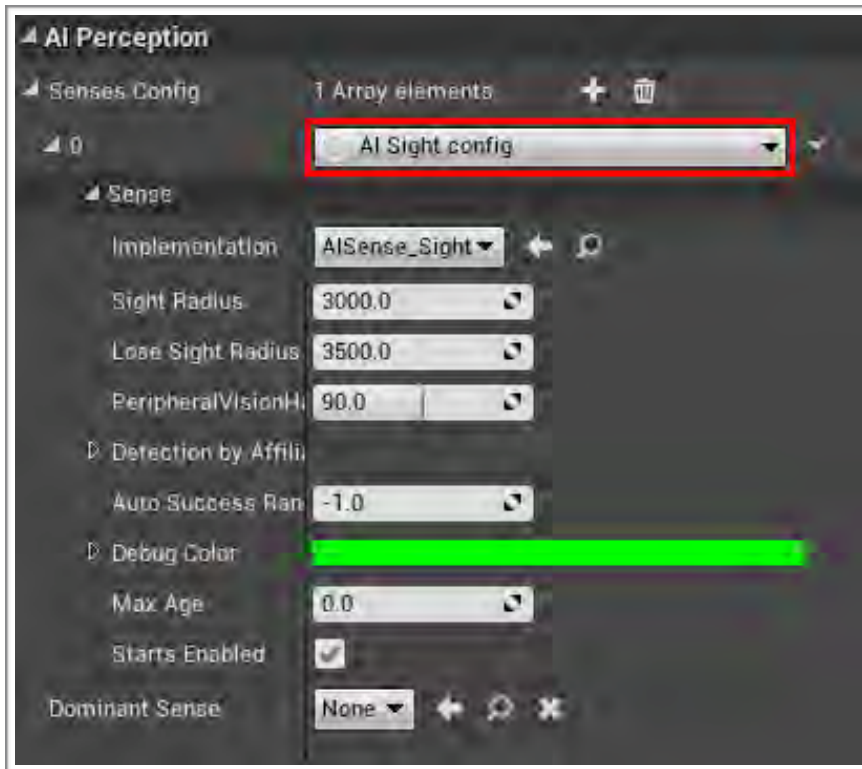 AI Perception
Senses Config 1 Array elements
0 AI Sight config
Sense
Implementation AISense_Sight
Sight Radius 3000.0
Lose Sight Radius 3500.0
PeripheralVisionHa 90.0
Detection by Affilia
Auto Success Ran -1.0
Debug Color
Max Age 0.0
Starts Enabled
Dominant Sense None